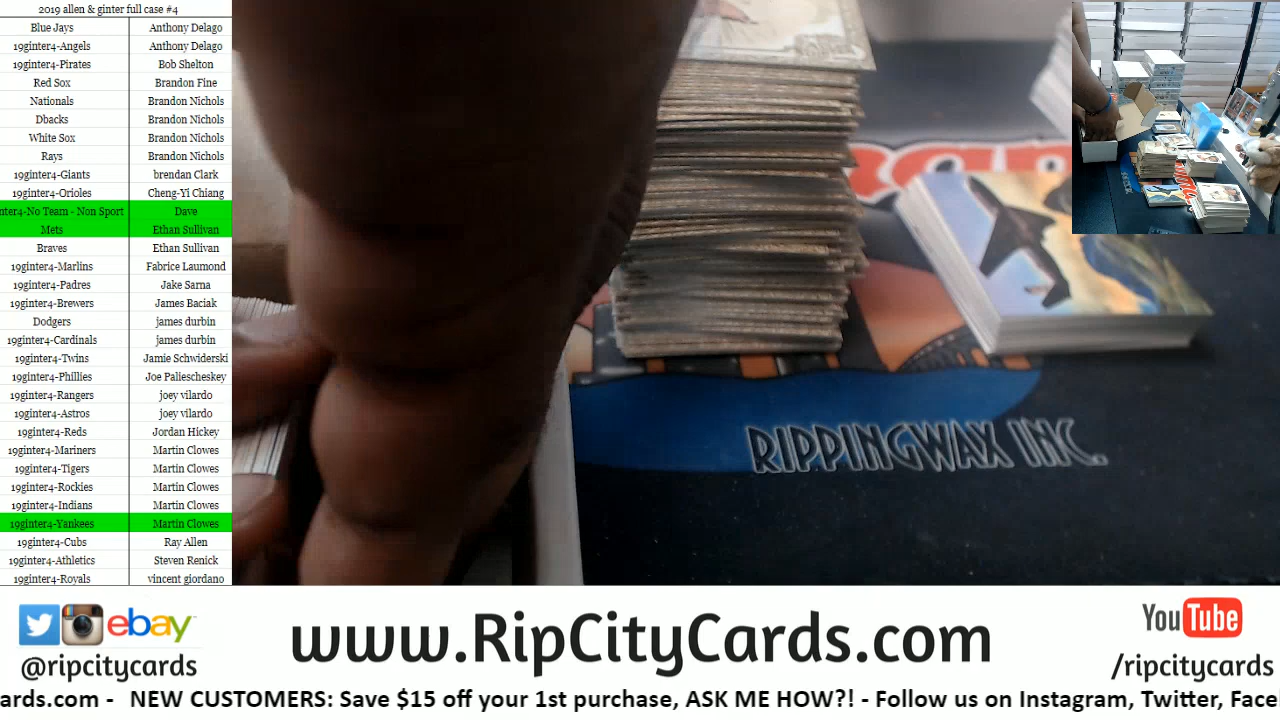 2019 allen & ginter full case #4
Blue Jays Anthony Delago
19ginter4-Angels Anthony Delago
19ginter4-Pirates Bob Shelton
Red Sox Brandon Fine
Nationals Brandon Nichols
Dbacks Brandon Nichols
White Sox Brandon Nichols
Rays Brandon Nichols
19ginter4-Giants brendan Clark
19ginter4-Orioles Cheng-Yi Chiang
nter4-No Team - Non Sport Dave
Mets Ethan Sullivan
Braves Ethan Sullivan
19ginter4-Marlins Fabrice Laumond
19ginter4-Padres Jake Sarna
19ginter4-Brewers James Baciak
Dodgers james durbin
19ginter4-Cardinals james durbin
19ginter4-Twins Jamie Schwiderski
19ginter4-Phillies Joe Paliescheskey
19ginter4-Rangers joey vilardo
19ginter4-Astros joey vilardo
19ginter4-Reds Jordan Hickey
19ginter4-Mariners Martin Clowes
19ginter4-Tigers Martin Clowes
19ginter4-Rockies Martin Clowes
19ginter4-Indians Martin Clowes
19ginter4-Yankees Martin Clowes
19ginter4-Cubs Ray Allen
19ginter4-Athletics Steven Renick
19ginter4-Royals vincent giordano
RIPPINGWAX INC.
ebay
@ripcitycards
www.RipCityCards.com
YouTube
/ripcitycards
ards.com - NEW CUSTOMERS: Save $15 off your 1st purchase, ASK ME HOW?! - Follow us on Instagram, Twitter, Face